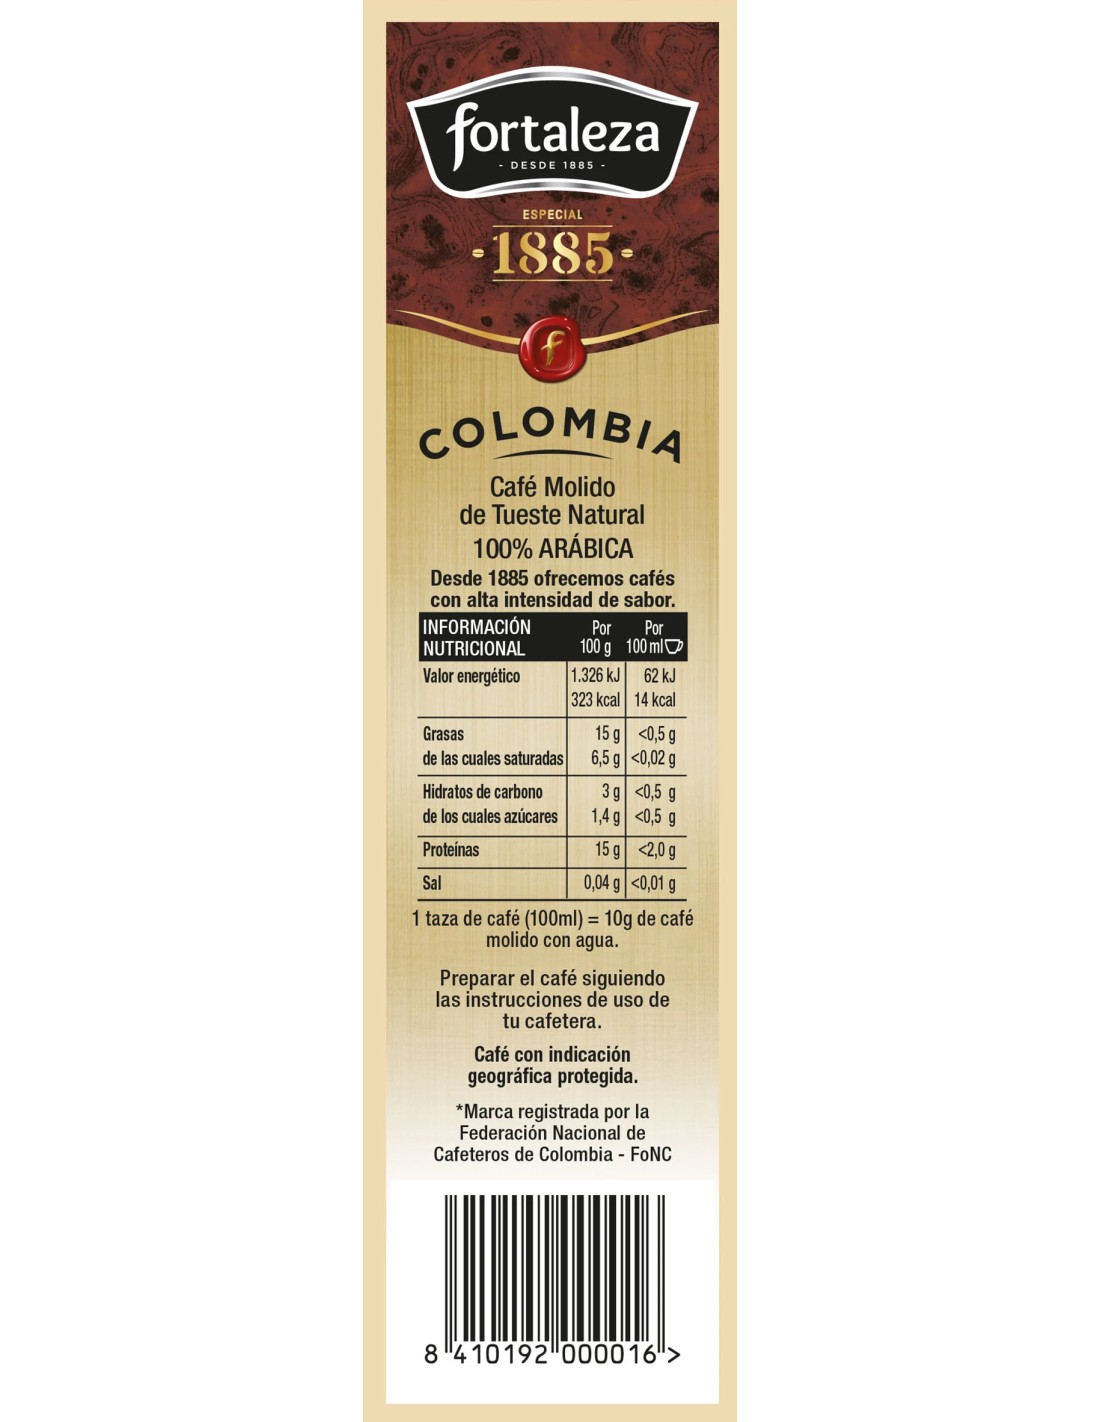 fortaleza
- DESDE 1885 -
ESPECIAL
1885
f
COLOMBIA
Café Molido
de Tueste Natural
100% ARÁBICA
Desde 1885 ofrecemos cafés
con alta intensidad de sabor.
INFORMACIÓN NUTRICIONAL Por 100 g Por 100 ml
Valor energético 1.326 kJ 62 kJ
323 kcal 14 kcal
Grasas 15 g <0,5 g
de las cuales saturadas 6,5 g <0,02 g
Hidratos de carbono 3 g <0,5 g
de los cuales azúcares 1,4 g <0,5 g
Proteínas 15 g <2,0 g
Sal 0,04 g <0,01 g
1 taza de café (100ml) = 10g de café
molido con agua.
Preparar el café siguiendo
las instrucciones de uso de
tu cafetera.
Café con indicación
geográfica protegida.
*Marca registrada por la
Federación Nacional de
Cafeteros de Colombia - FoNC
8 410192 000016 >